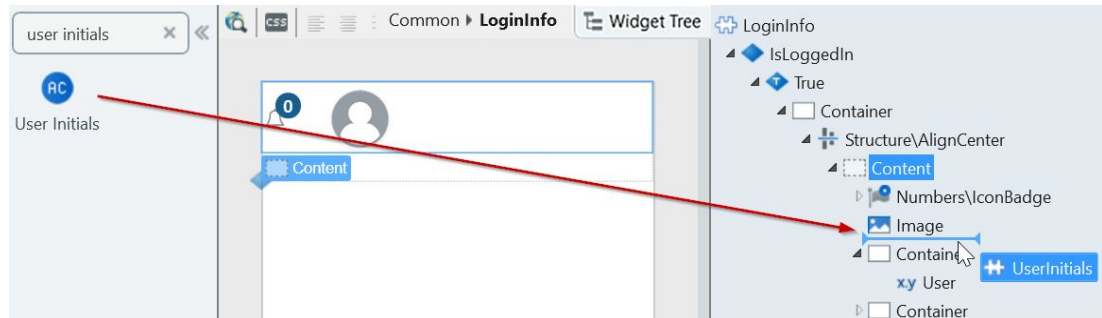 user initials
AC
User Initials
css
Common LoginInfo
Widget Tree
0
Content
LoginInfo
IsLoggedIn
T True
Container
Structure\AlignCenter
Content
Numbers\IconBadge
Image
Container
UserInitials
x.y User
Container